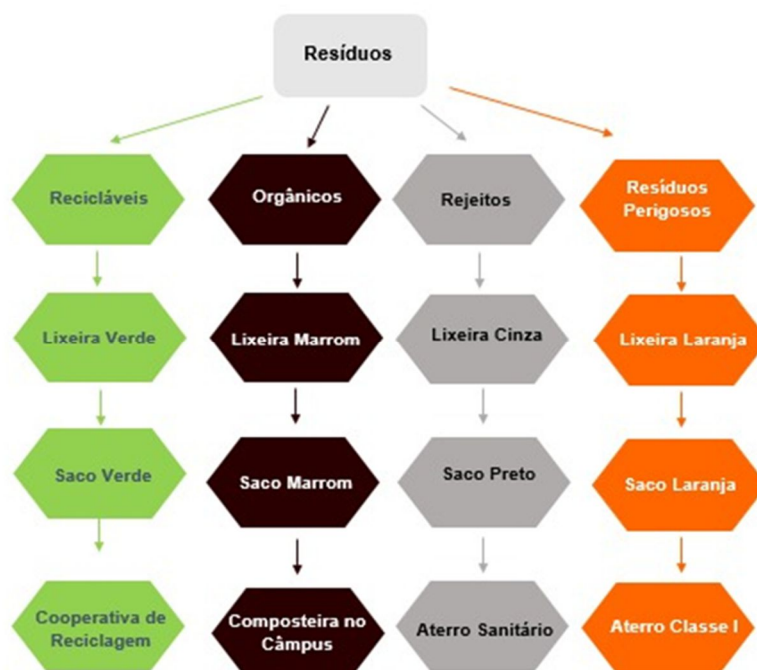 Resíduos
Recicláveis
Orgânicos
Rejeitos
Resíduos
Perigosos
Lixeira Verde
Lixeira Marrom
Lixeira Cinza
Lixeira Laranja
Saco Verde
Saco Marrom
Saco Preto
Saco Laranja
Cooperativa de
Reciclagem
Composteira no
Câmpus
Aterro Sanitário
Aterro Classe I